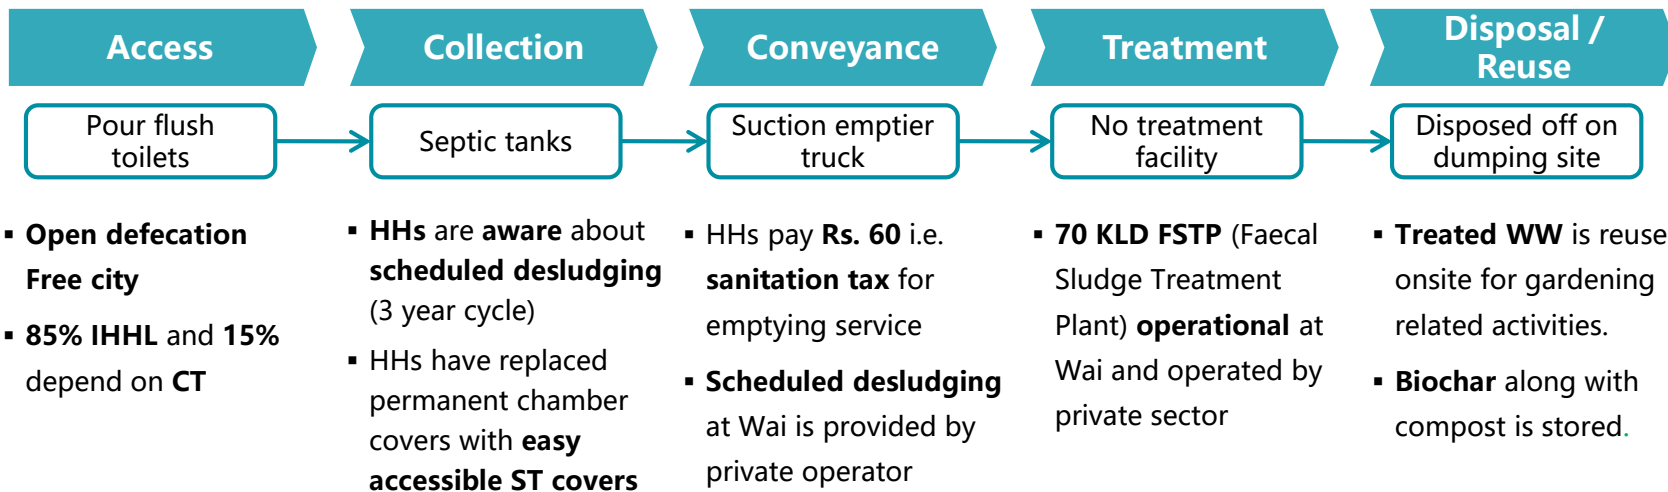 Access
Collection
Conveyance
Treatment
Disposal /
Reuse
Pour flush
toilets
Septic tanks
Suction emptier
truck
No treatment
facility
Disposed off on
dumping site
▪ Open defecation
Free city
▪ 85% IHHL and 15%
depend on CT
▪ HHs are aware about
scheduled desludging
(3 year cycle)
▪ HHs have replaced
permanent chamber
covers with easy
accessible ST covers
▪ HHs pay Rs. 60 i.e.
sanitation tax for
emptying service
▪ Scheduled desludging
at Wai is provided by
private operator
▪ 70 KLD FSTP (Faecal
Sludge Treatment
Plant) operational at
Wai and operated by
private sector
▪ Treated WW is reuse
onsite for gardening
related activities.
▪ Biochar along with
compost is stored.